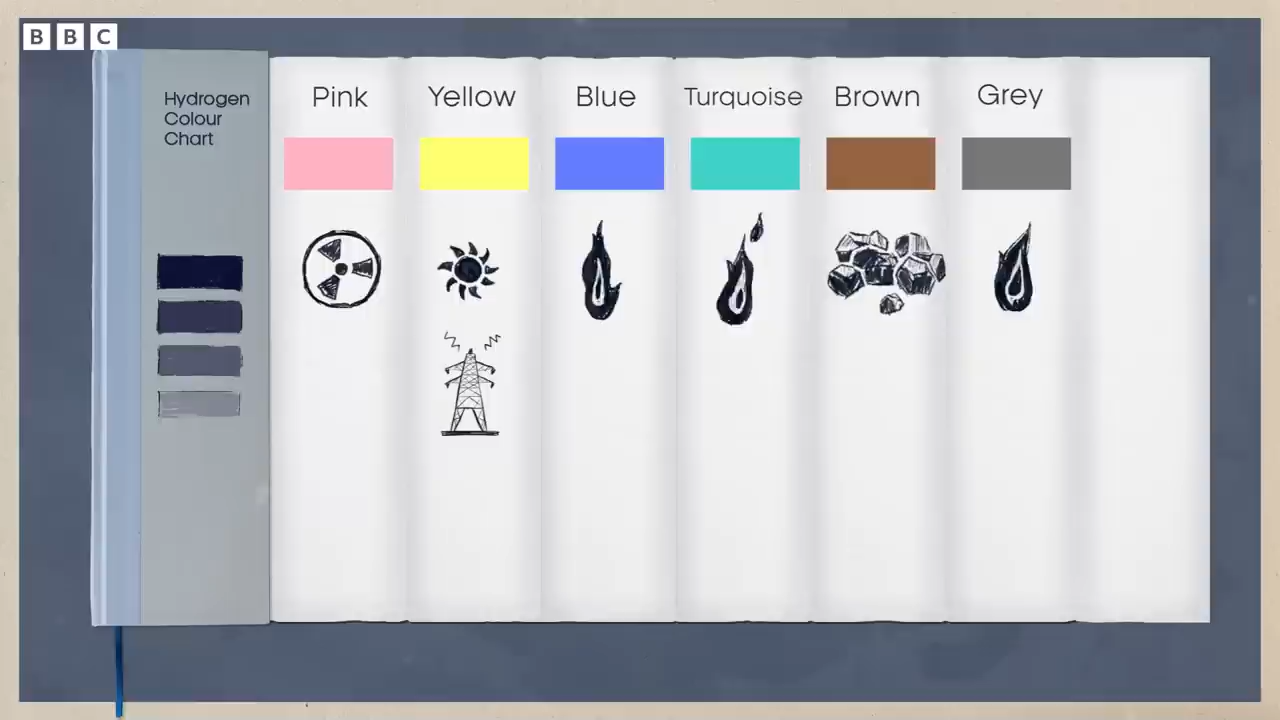 BBC
Hydrogen
Colour
Chart
Pink
Yellow
Blue
Turquoise
Brown
Grey